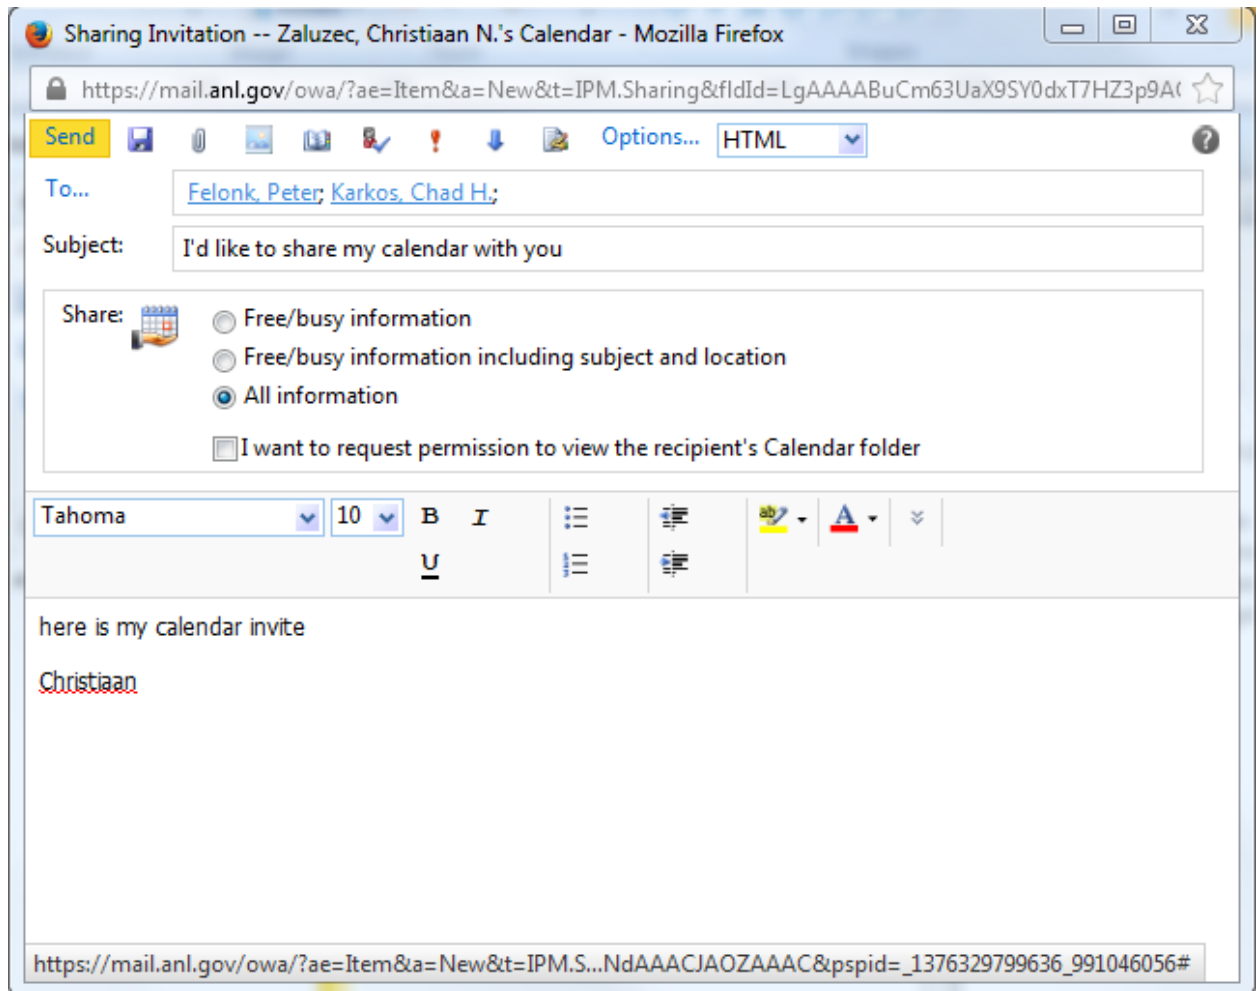 Sharing Invitation -- Zaluzec, Christiaan N.'s Calendar - Mozilla Firefox
https://mail.anl.gov/owa/?ae=Item&a=New&t=IPM.Sharing&fldId=LgAAAABuCm63UaX9SY0dxT7HZ3p9A
Send Options... HTML
To... Felonk, Peter; Karkos, Chad H.;
Subject: I'd like to share my calendar with you
Share: Free/busy information
Free/busy information including subject and location
All information
I want to request permission to view the recipient's Calendar folder
Tahoma 10 B I ab A
U
here is my calendar invite
Christiaan
https://mail.anl.gov/owa/?ae=Item&a=New&t=IPM.S...NdAAACJAOZAAAC&pspid=_1376329799636_991046056#